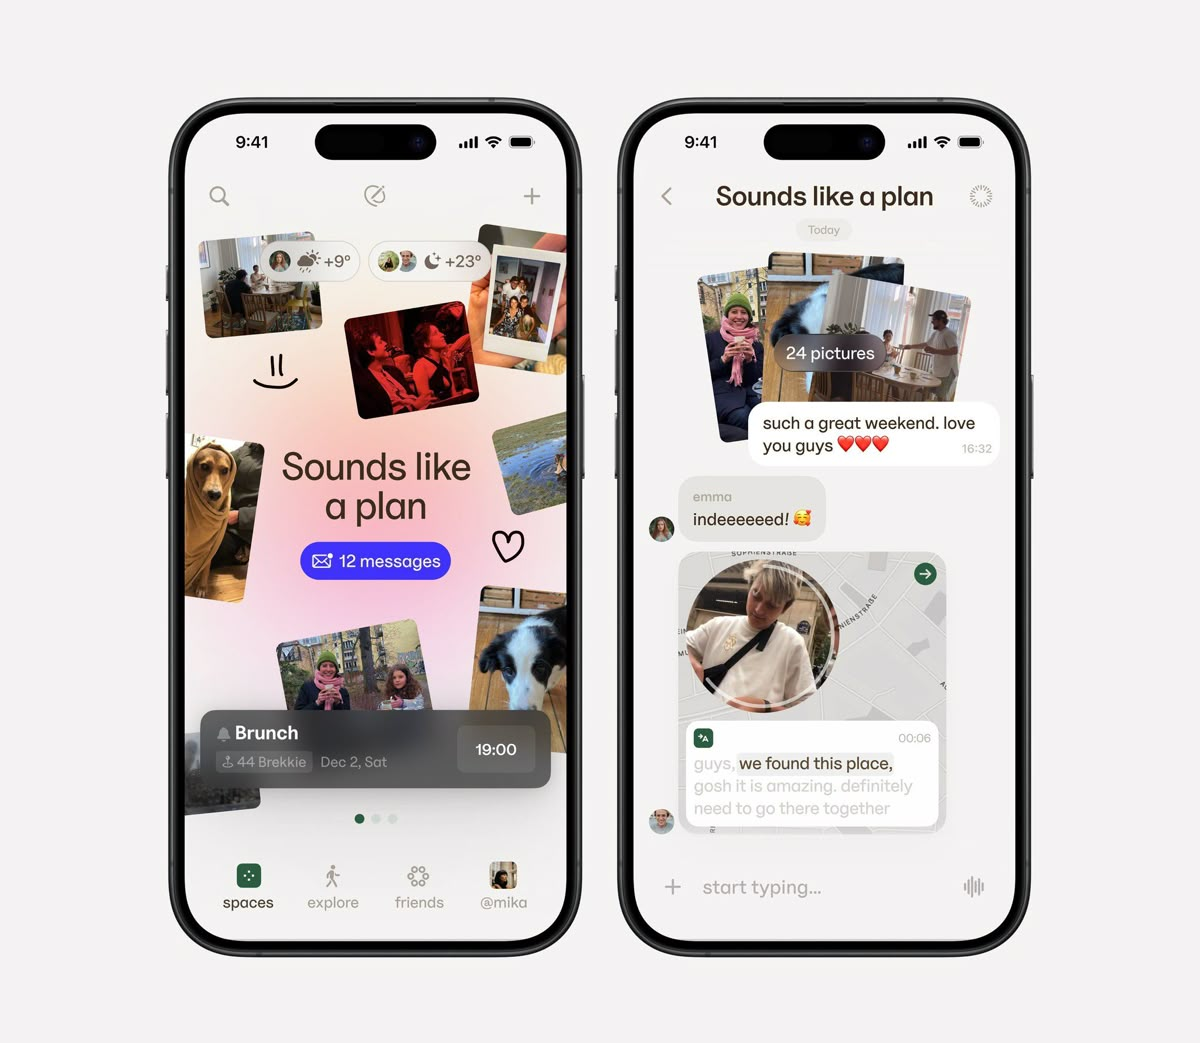 9:41
+9°
+23°
Sounds like
a plan
12 messages
Brunch
44 Brekkie
Dec 2, Sat
19:00
spaces
explore
friends
@mika
9:41
Sounds like a plan
Today
24 pictures
such a great weekend. love
you guys ❤️❤️❤️
16:32
emma
indeeeeeed! 🥰
SOPHIENSTRAßE
NIENSTRAßE
A
00:06
guys, we found this place,
gosh it is amazing. definitely
need to go there together
start typing...